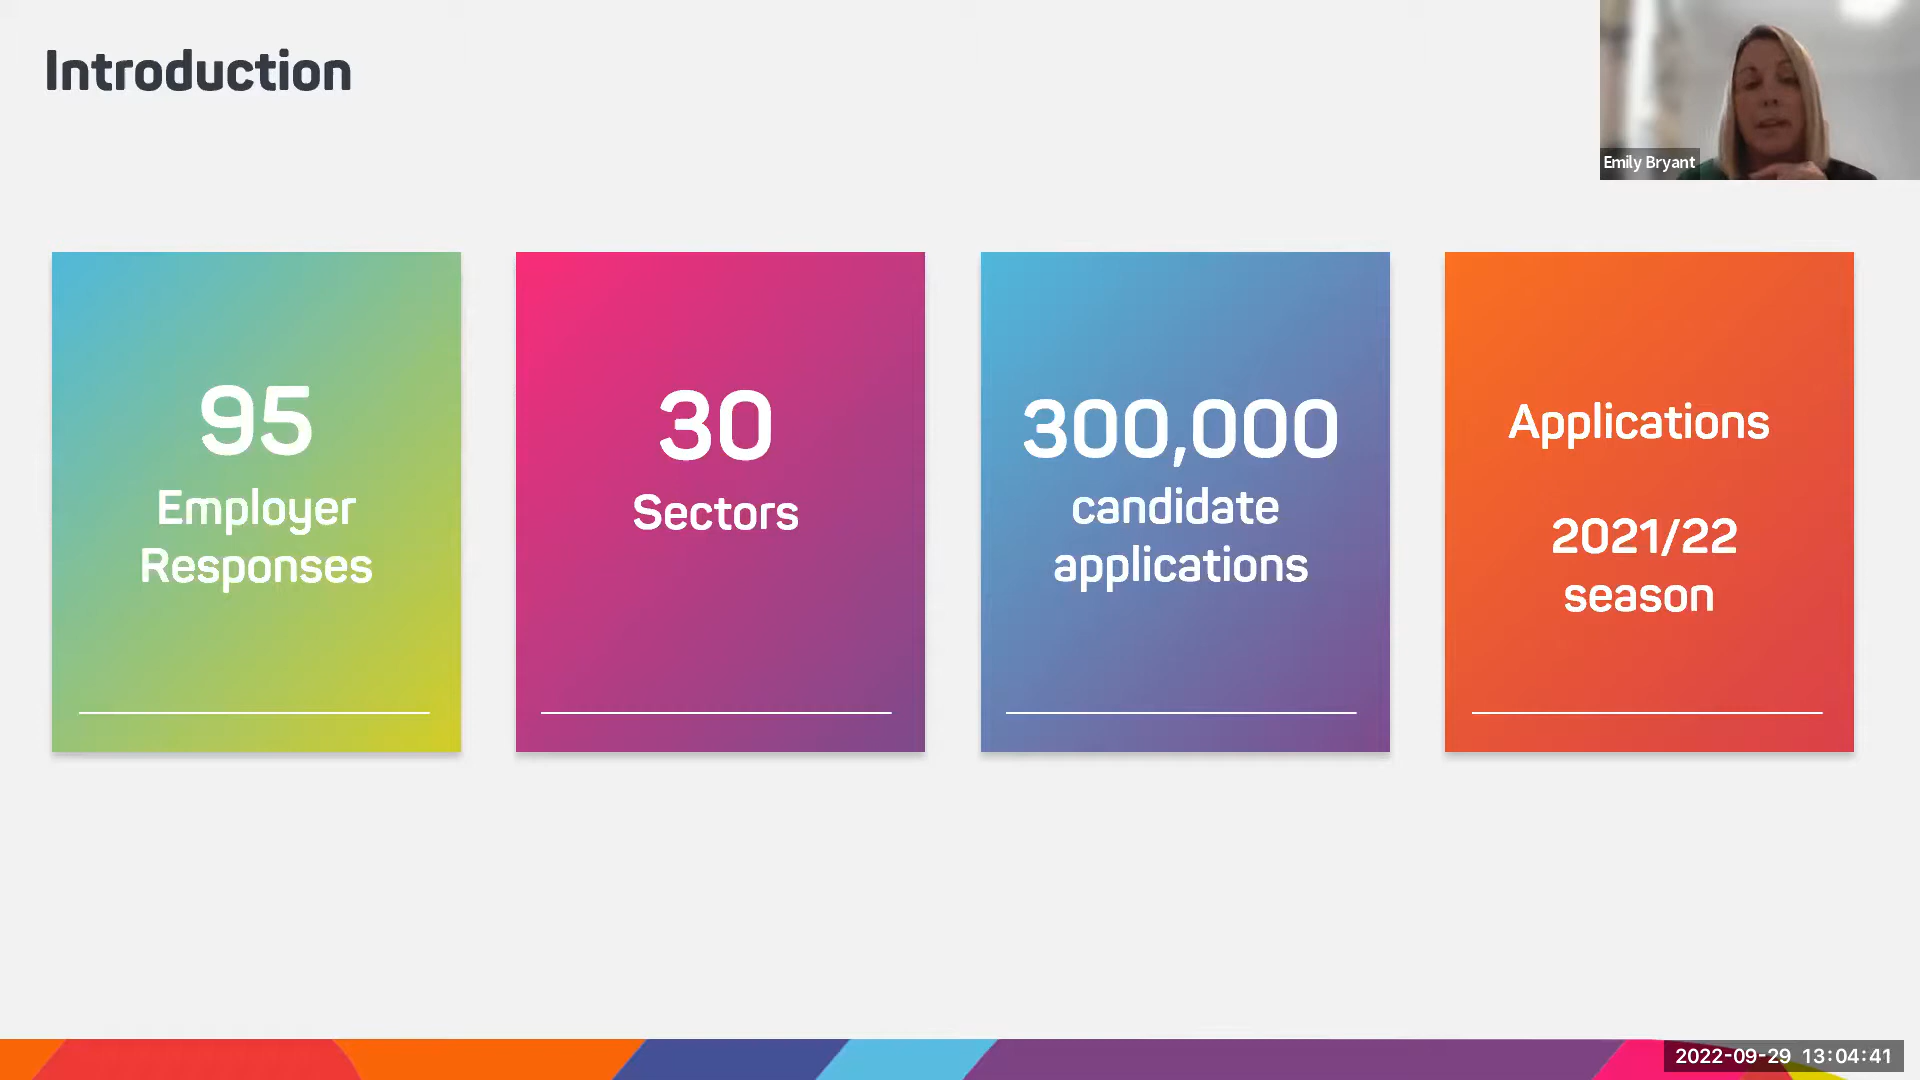 Introduction
Emily Bryant
95
Employer
Responses
30
Sectors
300,000
candidate
applications
Applications
2021/22
season
2022-09-29 13:04:41